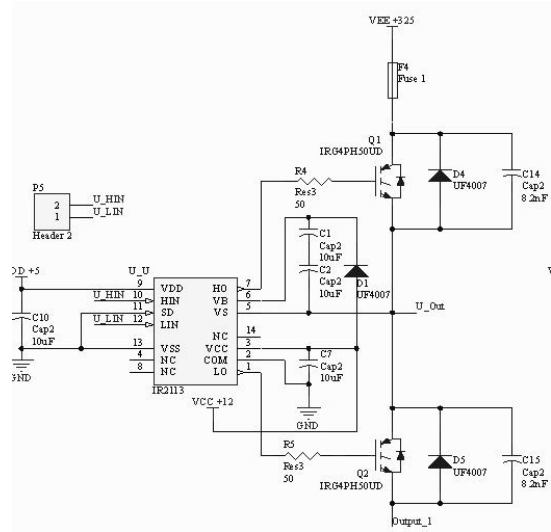 VEE +325
F4
Fuse 1
Q1
IRG4PH50UD
R4
Res3
50
D4
UF4007
C14
Cap2
8.2nF
P5
2
1
U_HIN
U_LIN
Header 2
DD +5
U_U
9
U_HIN 10
11
U_LIN 12
13
4
8
VDD
HIN
SD
LIN
VSS
NC
NC
HO
VB
VS
NC
VCC
COM
LO
7
6
5
14
3
2
1
IR2113
C10
Cap2
10uF
GND
C1
Cap2
10uF
C2
Cap2
10uF
D1
UF4007
U_Out
C7
Cap2
10uF
GND
VCC +12
R5
Res3
50
Q2
IRG4PH50UD
D5
UF4007
C15
Cap2
8.2nF
Output_1